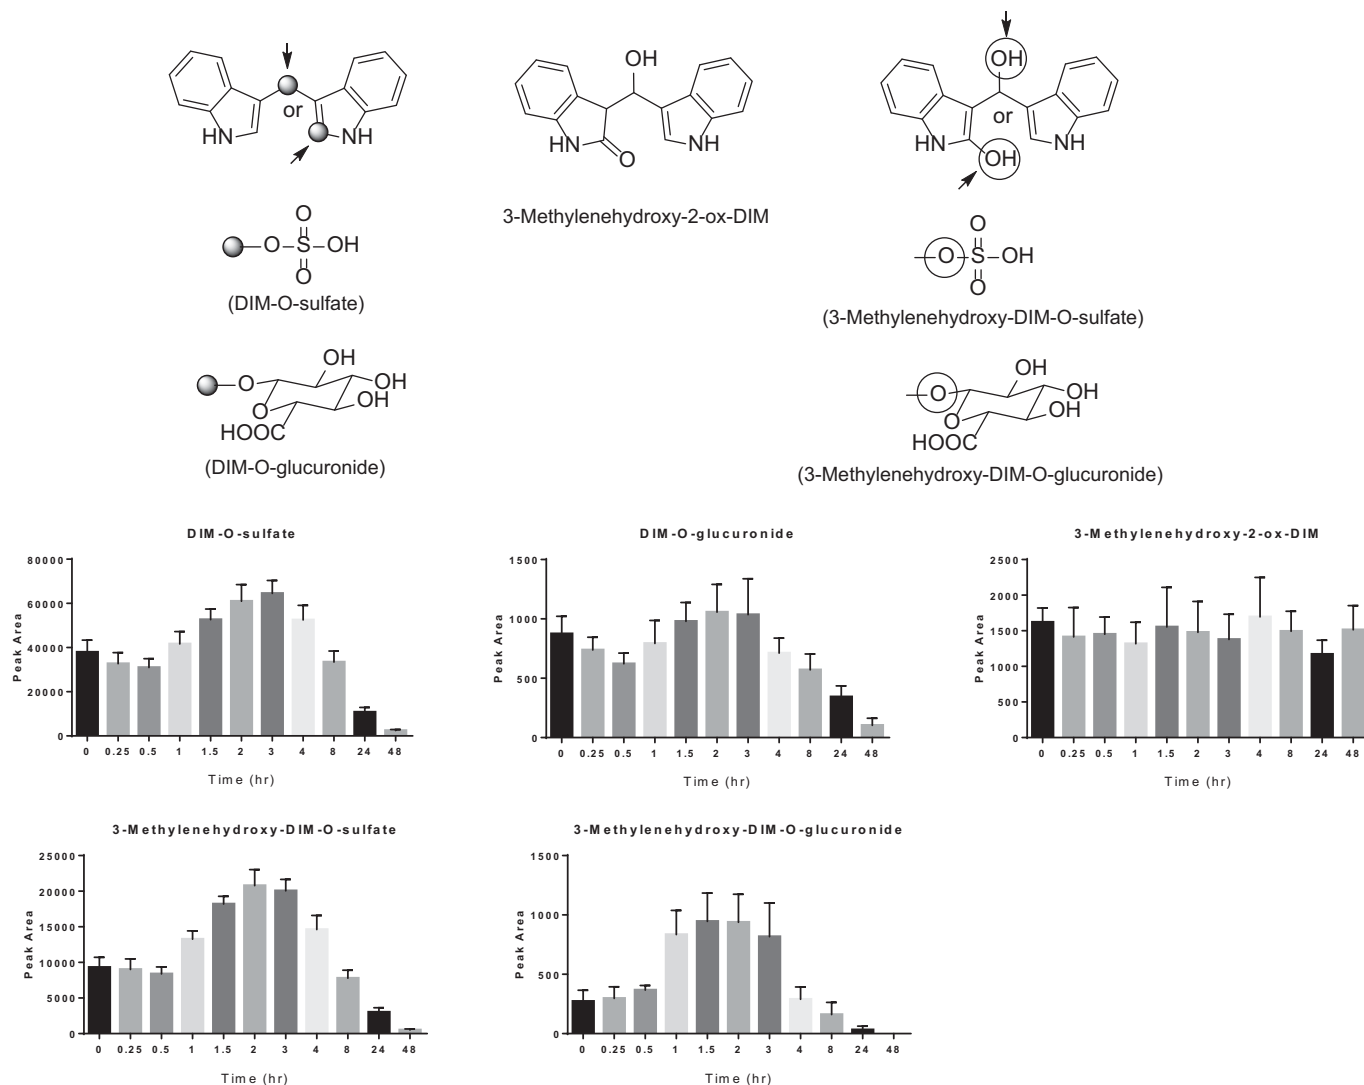 or
HN
NH
OH
HN
O
NH
3-Methylenehydroxy-2-ox-DIM
OH
or
HN
OH
NH
O
O
S
OH
O
(DIM-O-sulfate)
O
O
S
OH
O
(3-Methylenehydroxy-DIM-O-sulfate)
OH
O
OH
O
OH
HOOC
(DIM-O-glucuronide)
OH
O
OH
O
OH
HOOC
(3-Methylenehydroxy-DIM-O-glucuronide)
DIM-O-sulfate
80000
60000
40000
20000
0
Peak Area
0 0.25 0.5 1 1.5 2 3 4 8 24 48
Time (hr)
DIM-O-glucuronide
1500
1000
500
0
Peak Area
0 0.25 0.5 1 1.5 2 3 4 8 24 48
Time (hr)
3-Methylenehydroxy-2-ox-DIM
2500
2000
1500
1000
500
0
Peak Area
0 0.25 0.5 1 1.5 2 3 4 8 24 48
Time (hr)
3-Methylenehydroxy-DIM-O-sulfate
25000
20000
15000
10000
5000
0
Peak Area
0 0.25 0.5 1 1.5 2 3 4 8 24 48
Time (hr)
3-Methylenehydroxy-DIM-O-glucuronide
1500
1000
500
0
Peak Area
0 0.25 0.5 1 1.5 2 3 4 8 24 48
Time (hr)